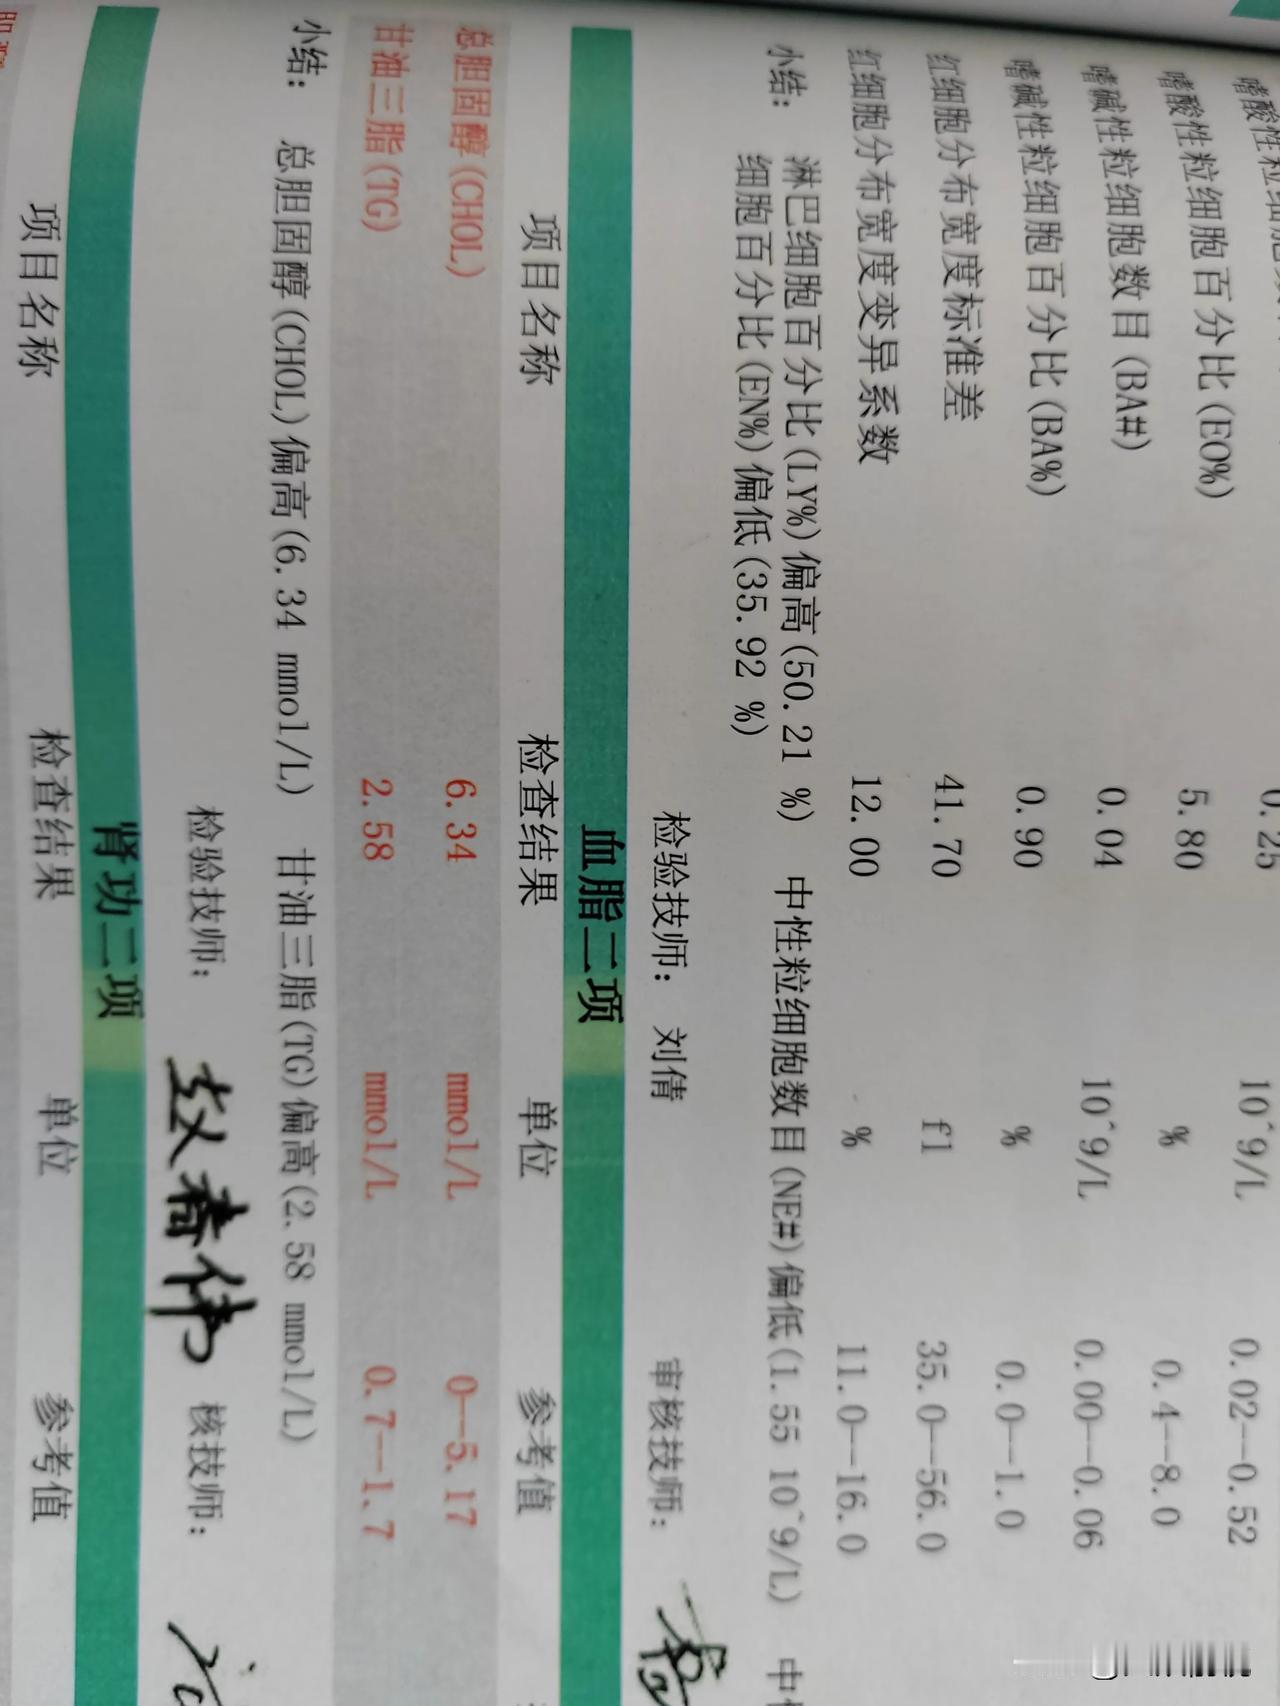 0.25 10^9/L 0.02--0.52
嗜酸性粒细胞百分比(EO%) 5.80 % 0.4--8.0
嗜碱性粒细胞数目(BA#) 0.04 10^9/L 0.00--0.06
嗜碱性粒细胞百分比(BA%) 0.90 % 0.0--1.0
红细胞分布宽度标准差 41.70 fl 35.0--56.0
红细胞分布宽度变异系数 12.00 % 11.0--16.0
小结: 淋巴细胞百分比(LY%)偏高(50.21 %) 中性粒细胞数目(NE#)偏低(1.55 10^9/L) 中
细胞百分比(EN%)偏低(35.92 %)
检验技师: 刘倩 审核技师:
血脂二项
项目名称 检查结果 单位 参考值
总胆固醇(CHOL) 6.34 mmol/L 0--5.17
甘油三脂(TG) 2.58 mmol/L 0.7--1.7
小结: 总胆固醇(CHOL)偏高(6.34 mmol/L) 甘油三脂(TG)偏高(2.58 mmol/L)
检验技师: 核技师:
肾功二项
项目名称 检查结果 单位 参考值